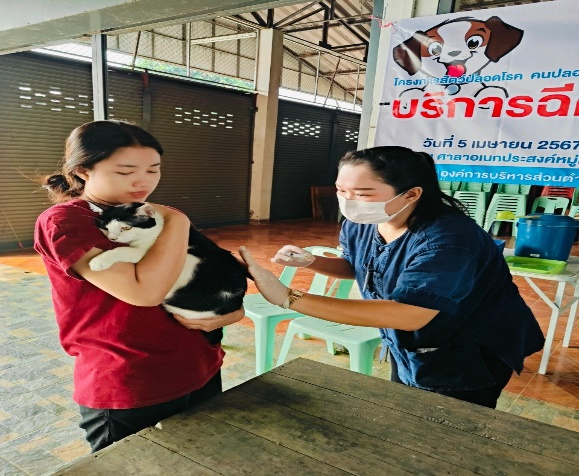 โครงการสัตว์ปลอดโรค คนปลอ
บริการฉีด
วันที่ 5 เมษายน 2567
ศาลาอเนกประสงค์หมู่
องค์การบริหารส่วนตำ